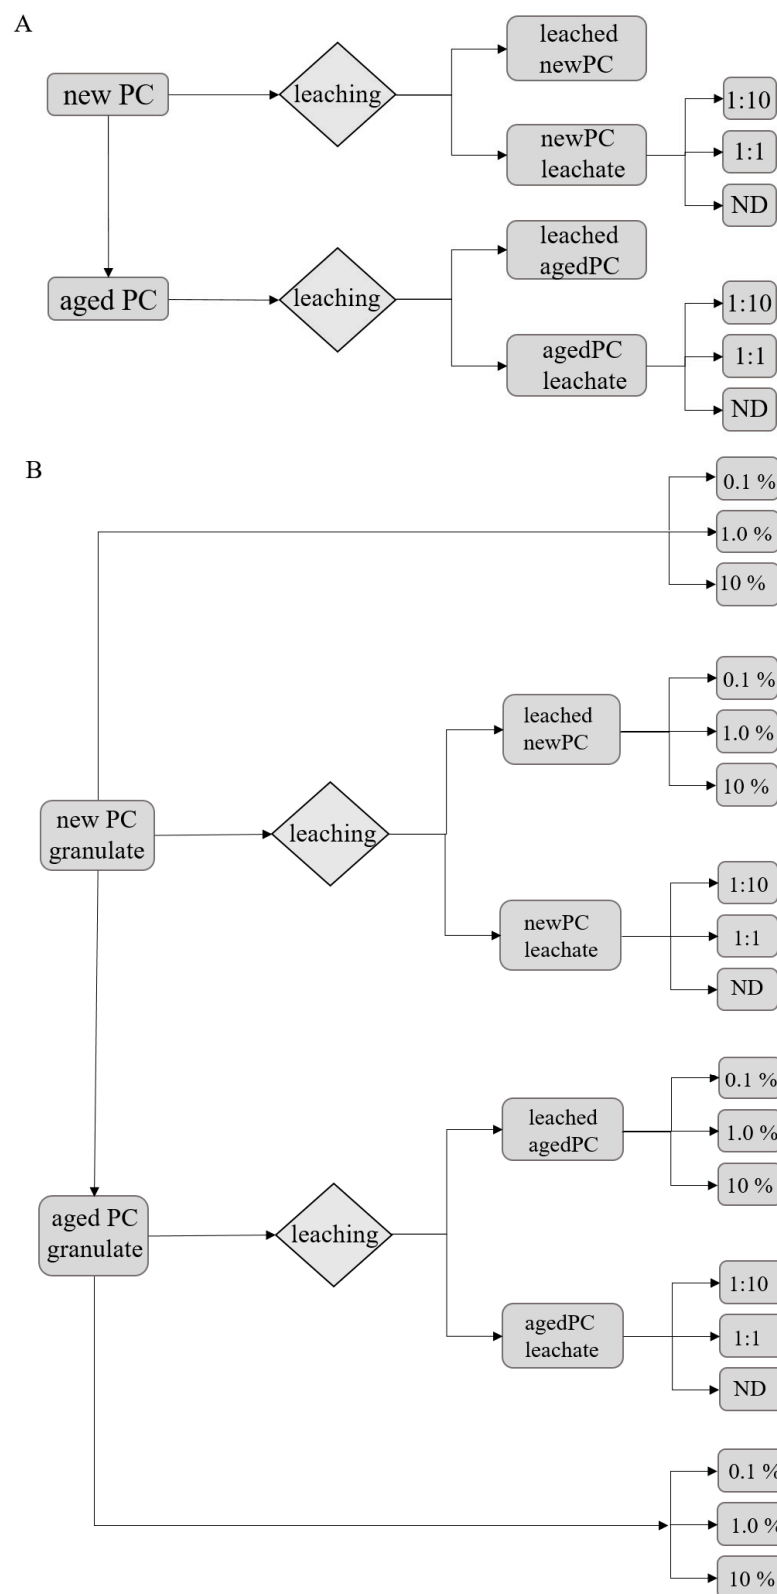 A
new PC
leaching
leached
newPC
newPC
leachate
1:10
1:1
ND
aged PC
leaching
leached
agedPC
agedPC
leachate
1:10
1:1
ND
B
0.1 %
1.0 %
10 %
new PC
granulate
leaching
leached
newPC
0.1 %
1.0 %
10 %
newPC
leachate
1:10
1:1
ND
aged PC
granulate
leaching
leached
agedPC
0.1 %
1.0 %
10 %
agedPC
leachate
1:10
1:1
ND
0.1 %
1.0 %
10 %